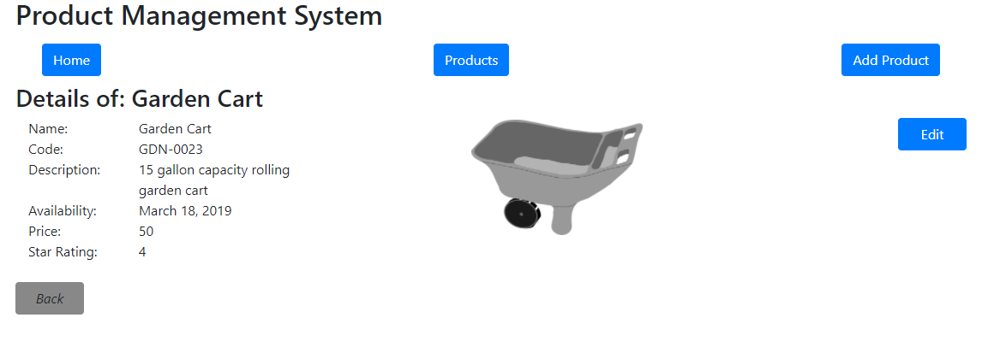 Product Management System
Home Products Add Product
Details of: Garden Cart
Name: Garden Cart
Edit
Code: GDN-0023
Description: 15 gallon capacity rolling
garden cart
Availability: March 18, 2019
Price: 50
Star Rating: 4
Back